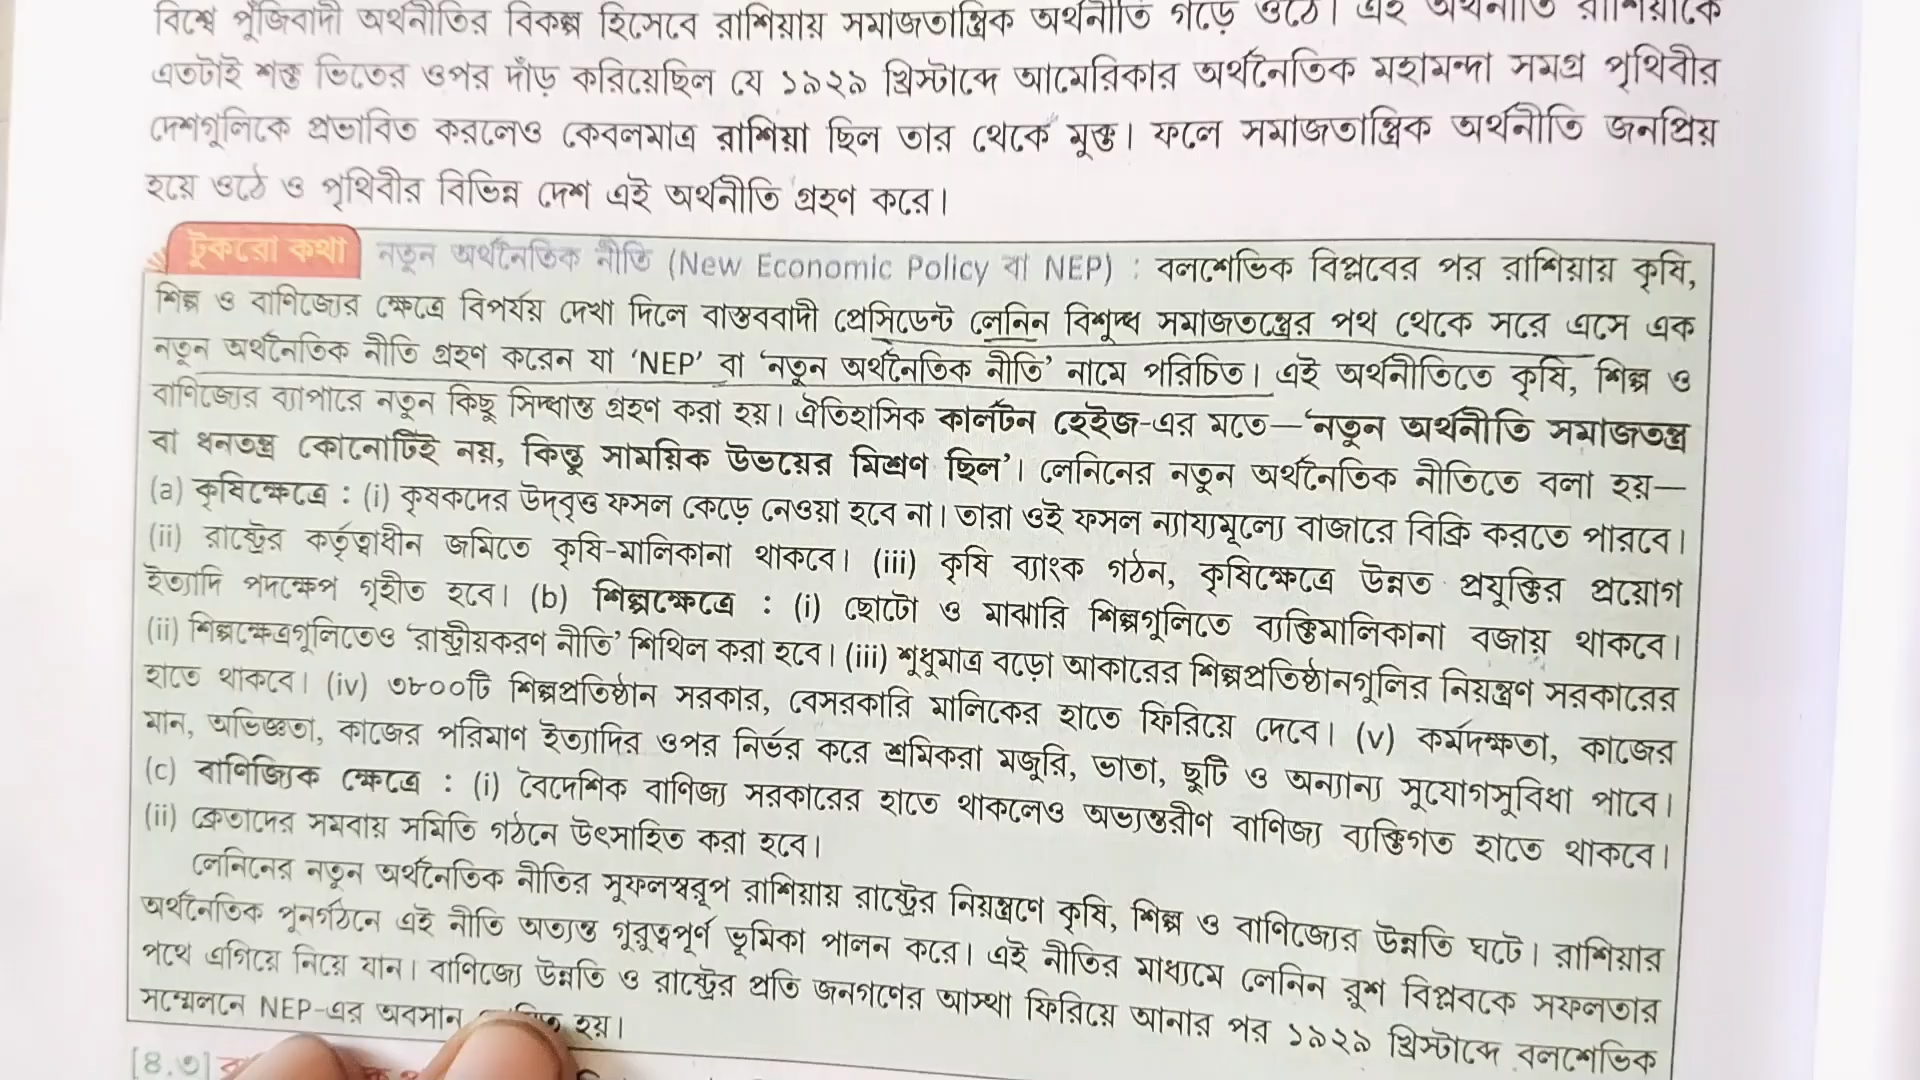 বিশ্বে পুঁজিবাদী অর্থনীতির বিকল্প হিসেবে রাশিয়ায় সমাজতান্ত্রিক অর্থনীতি গড়ে ওঠে। এই অর্থনীতি রাশিয়াকে
এতটাই শক্ত ভিতের ওপর দাঁড় করিয়েছিল যে ১৯২৯ খ্রিস্টাব্দে আমেরিকার অর্থনৈতিক মহামন্দা সমগ্র পৃথিবীর
দেশগুলিকে প্রভাবিত করলেও কেবলমাত্র রাশিয়া ছিল তার থেকে মুক্ত। ফলে সমাজতান্ত্রিক অর্থনীতি জনপ্রিয়
হয়ে ওঠে ও পৃথিবীর বিভিন্ন দেশ এই অর্থনীতি গ্রহণ করে।
টুকরো কথা নতুন অর্থনৈতিক নীতি (New Economic Policy বা NEP) : বলশেভিক বিপ্লবের পর রাশিয়ায় কৃষি,
শিল্প ও বাণিজ্যের ক্ষেত্রে বিপর্যয় দেখা দিলে বাস্তববাদী প্রেসিডেন্ট লেনিন বিশুদ্ধ সমাজতন্ত্রের পথ থেকে সরে এসে এক
নতুন অর্থনৈতিক নীতি গ্রহণ করেন যা ‘NEP’ বা ‘নতুন অর্থনৈতিক নীতি’ নামে পরিচিত। এই অর্থনীতিতে কৃষি, শিল্প ও
বাণিজ্যের ব্যাপারে নতুন কিছু সিদ্ধান্ত গ্রহণ করা হয়। ঐতিহাসিক কার্লটন হেইজ-এর মতে—‘নতুন অর্থনীতি সমাজতন্ত্র
বা ধনতন্ত্র কোনোটিই নয়, কিন্তু সাময়িক উভয়ের মিশ্রণ ছিল’। লেনিনের নতুন অর্থনৈতিক নীতিতে বলা হয়—
(a) কৃষিক্ষেত্রে : (i) কৃষকদের উদ্‌বৃত্ত ফসল কেড়ে নেওয়া হবে না। তারা ওই ফসল ন্যায্যমূল্যে বাজারে বিক্রি করতে পারবে।
(ii) রাষ্ট্রের কর্তৃত্বাধীন জমিতে কৃষি-মালিকানা থাকবে। (iii) কৃষি ব্যাংক গঠন, কৃষিক্ষেত্রে উন্নত প্রযুক্তির প্রয়োগ
ইত্যাদি পদক্ষেপ গৃহীত হবে। (b) শিল্পক্ষেত্রে : (i) ছোটো ও মাঝারি শিল্পগুলিতে ব্যক্তিমালিকানা বজায় থাকবে।
(ii) শিল্পক্ষেত্রগুলিতেও ‘রাষ্ট্রীয়করণ নীতি’ শিথিল করা হবে। (iii) শুধুমাত্র বড়ো আকারের শিল্পপ্রতিষ্ঠানগুলির নিয়ন্ত্রণ সরকারের
হাতে থাকবে। (iv) ৩৮০০টি শিল্পপ্রতিষ্ঠান সরকার, বেসরকারি মালিকের হাতে ফিরিয়ে দেবে। (v) কর্মদক্ষতা, কাজের
মান, অভিজ্ঞতা, কাজের পরিমাণ ইত্যাদির ওপর নির্ভর করে শ্রমিকরা মজুরি, ভাতা, ছুটি ও অন্যান্য সুযোগসুবিধা পাবে।
(c) বাণিজ্যিক ক্ষেত্রে : (i) বৈদেশিক বাণিজ্য সরকারের হাতে থাকলেও অভ্যন্তরীণ বাণিজ্য ব্যক্তিগত হাতে থাকবে।
(ii) ক্রেতাদের সমবায় সমিতি গঠনে উৎসাহিত করা হবে।
লেনিনের নতুন অর্থনৈতিক নীতির সুফলস্বরূপ রাশিয়ায় রাষ্ট্রের নিয়ন্ত্রণে কৃষি, শিল্প ও বাণিজ্যের উন্নতি ঘটে। রাশিয়ার
অর্থনৈতিক পুনর্গঠনে এই নীতি অত্যন্ত গুরুত্বপূর্ণ ভূমিকা পালন করে। এই নীতির মাধ্যমে লেনিন রুশ বিপ্লবকে সফলতার
পথে এগিয়ে নিয়ে যান। বাণিজ্যে উন্নতি ও রাষ্ট্রের প্রতি জনগণের আস্থা ফিরিয়ে আনার পর ১৯২৯ খ্রিস্টাব্দে বলশেভিক
সম্মেলনে NEP-এর অবসান হয়।
[8.৩]